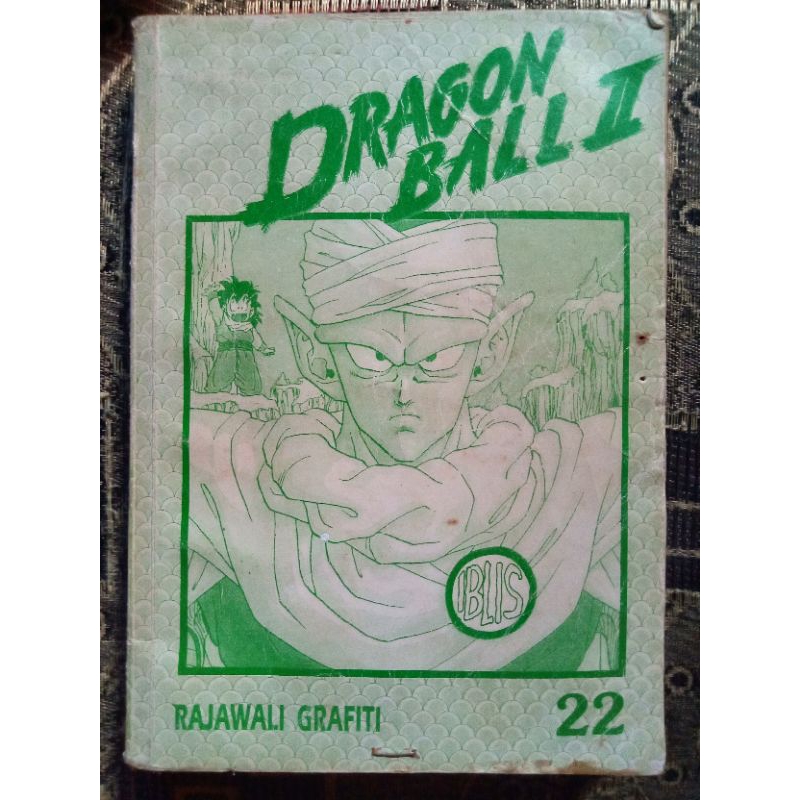 DRAGON
BALL II
IBLIS
RAJAWALI GRAFITI
22